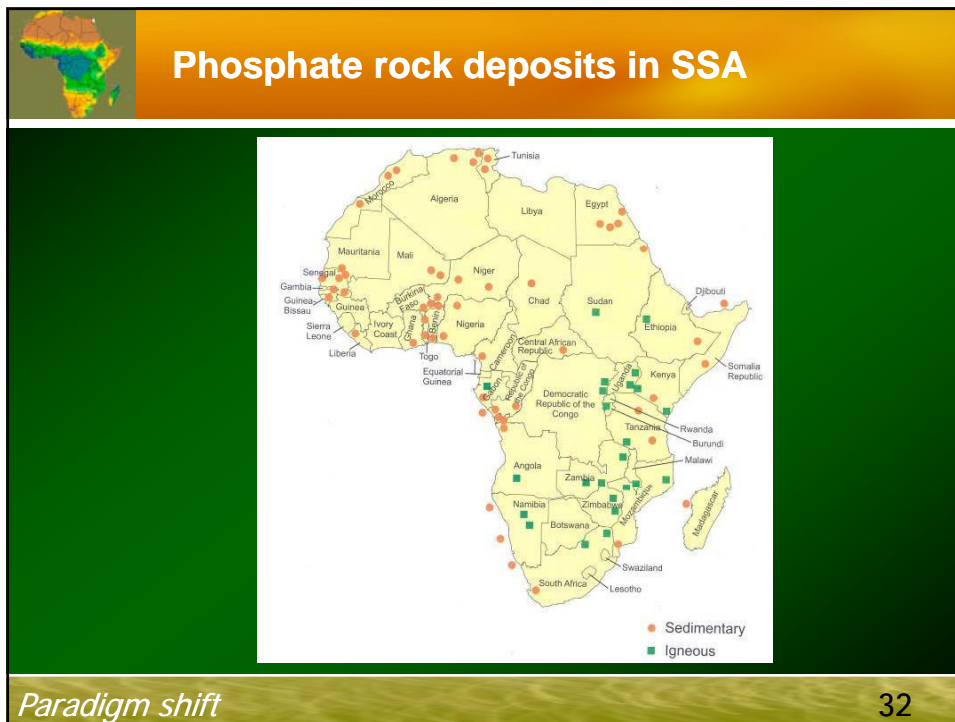 Phosphate rock deposits in SSA
Tunisia
Morocco
Algeria
Libya
Egypt
Mauritania
Mali
Niger
Senegal
Gambia
Guinea
Bissau
Guinea
Burkina
Faso
Chad
Sudan
Djibouti
Sierra
Leone
Ivory
Coast
Ghana
Benin
Nigeria
Ethiopia
Liberia
Togo
Cameroon
Central African
Republic
Somalia
Republic
Equatorial
Guinea
Gabon
Republic of
the Congo
Democratic
Republic of the
Congo
Uganda
Kenya
Rwanda
Burundi
Tanzania
Malawi
Angola
Zambia
Mozambique
Namibia
Zimbabwe
Botswana
Madagascar
Swaziland
South Africa
Lesotho
Sedimentary
Igneous
Paradigm shift
32